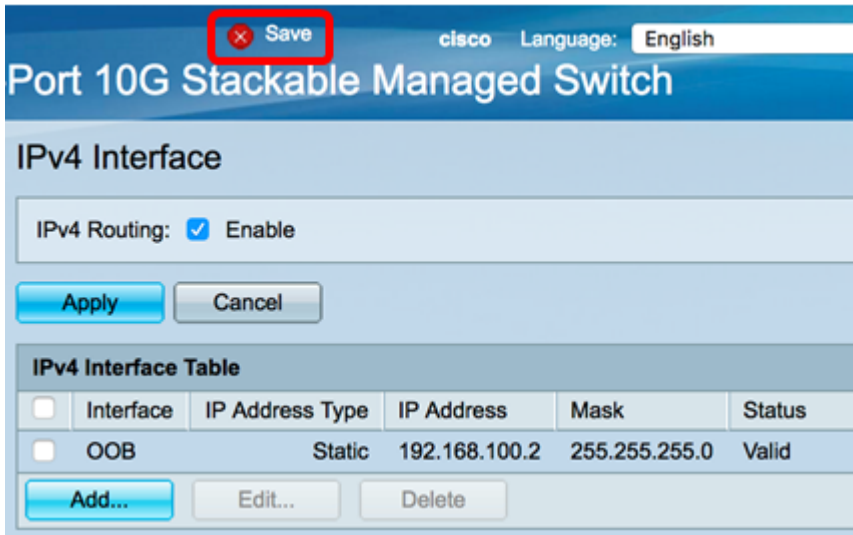 Save cisco Language: English
Port 10G Stackable Managed Switch
IPv4 Interface
IPv4 Routing: Enable
Apply Cancel
IPv4 Interface Table
Interface IP Address Type IP Address Mask Status
OOB Static 192.168.100.2 255.255.255.0 Valid
Add... Edit... Delete